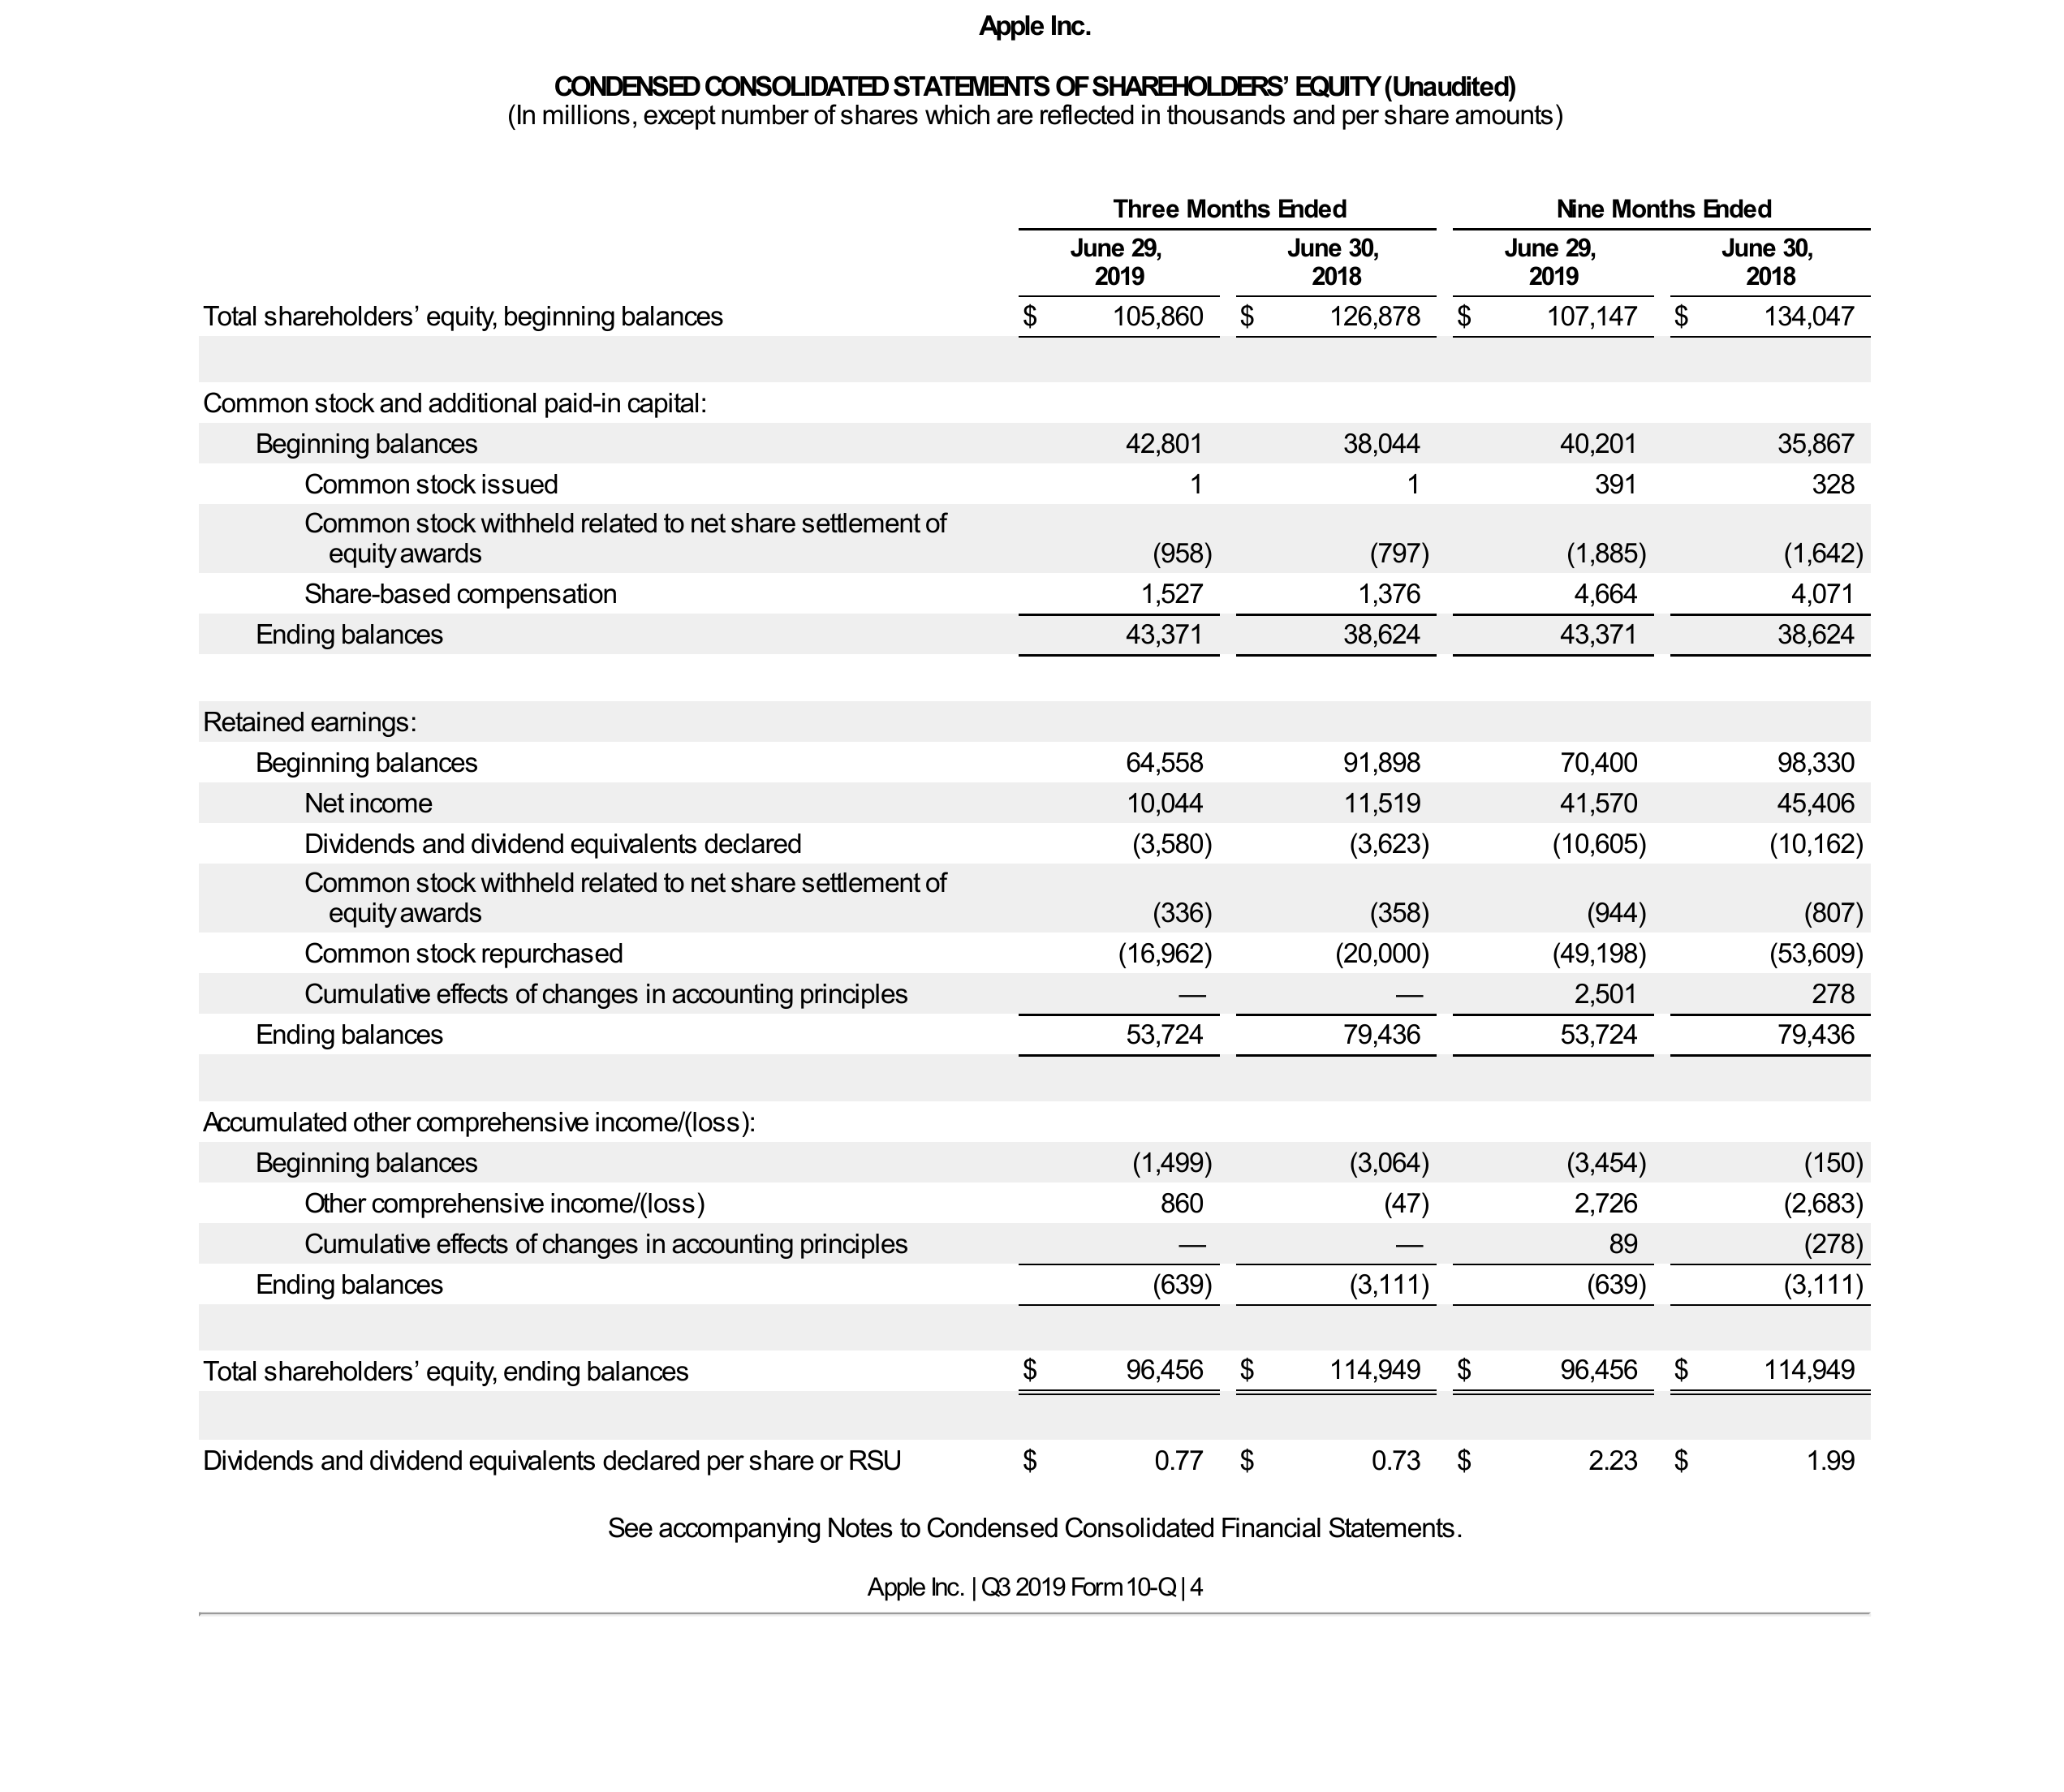 Apple Inc.
CONDENSED CONSOLIDATED STATEMENTS OF SHAREHOLDERS’ EQUITY (Unaudited)
(In millions, except number of shares which are reflected in thousands and per share amounts)
Three Months Ended Nine Months Ended
June 29, 2019 June 30, 2018 June 29, 2019 June 30, 2018
Total shareholders’ equity, beginning balances $ 105,860 $ 126,878 $ 107,147 $ 134,047
Common stock and additional paid-in capital:
Beginning balances 42,801 38,044 40,201 35,867
Common stock issued 1 1 391 328
Common stock withheld related to net share settlement of
equity awards (958) (797) (1,885) (1,642)
Share-based compensation 1,527 1,376 4,664 4,071
Ending balances 43,371 38,624 43,371 38,624
Retained earnings:
Beginning balances 64,558 91,898 70,400 98,330
Net income 10,044 11,519 41,570 45,406
Dividends and dividend equivalents declared (3,580) (3,623) (10,605) (10,162)
Common stock withheld related to net share settlement of
equity awards (336) (358) (944) (807)
Common stock repurchased (16,962) (20,000) (49,198) (53,609)
Cumulative effects of changes in accounting principles — — 2,501 278
Ending balances 53,724 79,436 53,724 79,436
Accumulated other comprehensive income/(loss):
Beginning balances (1,499) (3,064) (3,454) (150)
Other comprehensive income/(loss) 860 (47) 2,726 (2,683)
Cumulative effects of changes in accounting principles — — 89 (278)
Ending balances (639) (3,111) (639) (3,111)
Total shareholders’ equity, ending balances $ 96,456 $ 114,949 $ 96,456 $ 114,949
Dividends and dividend equivalents declared per share or RSU $ 0.77 $ 0.73 $ 2.23 $ 1.99
See accompanying Notes to Condensed Consolidated Financial Statements.
Apple Inc. | Q3 2019 Form 10-Q | 4